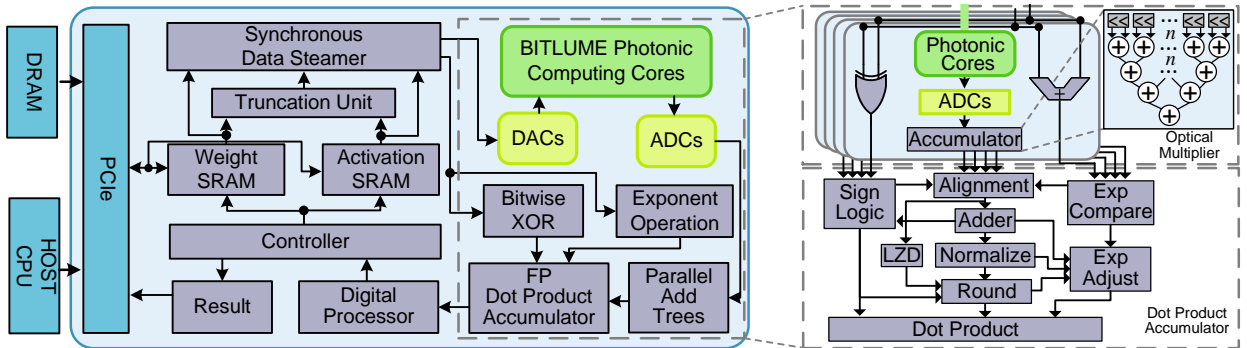 DRAM
HOST
CPU
PCIe
Synchronous
Data Steamer
Truncation Unit
Weight
SRAM
Activation
SRAM
Controller
Result
Digital
Processor
BITLUME Photonic
Computing Cores
DACs
ADCs
Bitwise
XOR
Exponent
Operation
FP
Dot Product
Accumulator
Parallel
Add
Trees
Photonic
Cores
ADCs
Accumulator
<< << ... << <<
n
+ + ... + +
n
+ ... +
+ +
+
Optical
Multiplier
Sign
Logic
Alignment
Exp
Compare
Adder
LZD
Normalize
Exp
Adjust
Round
Dot Product
Dot Product
Accumulator